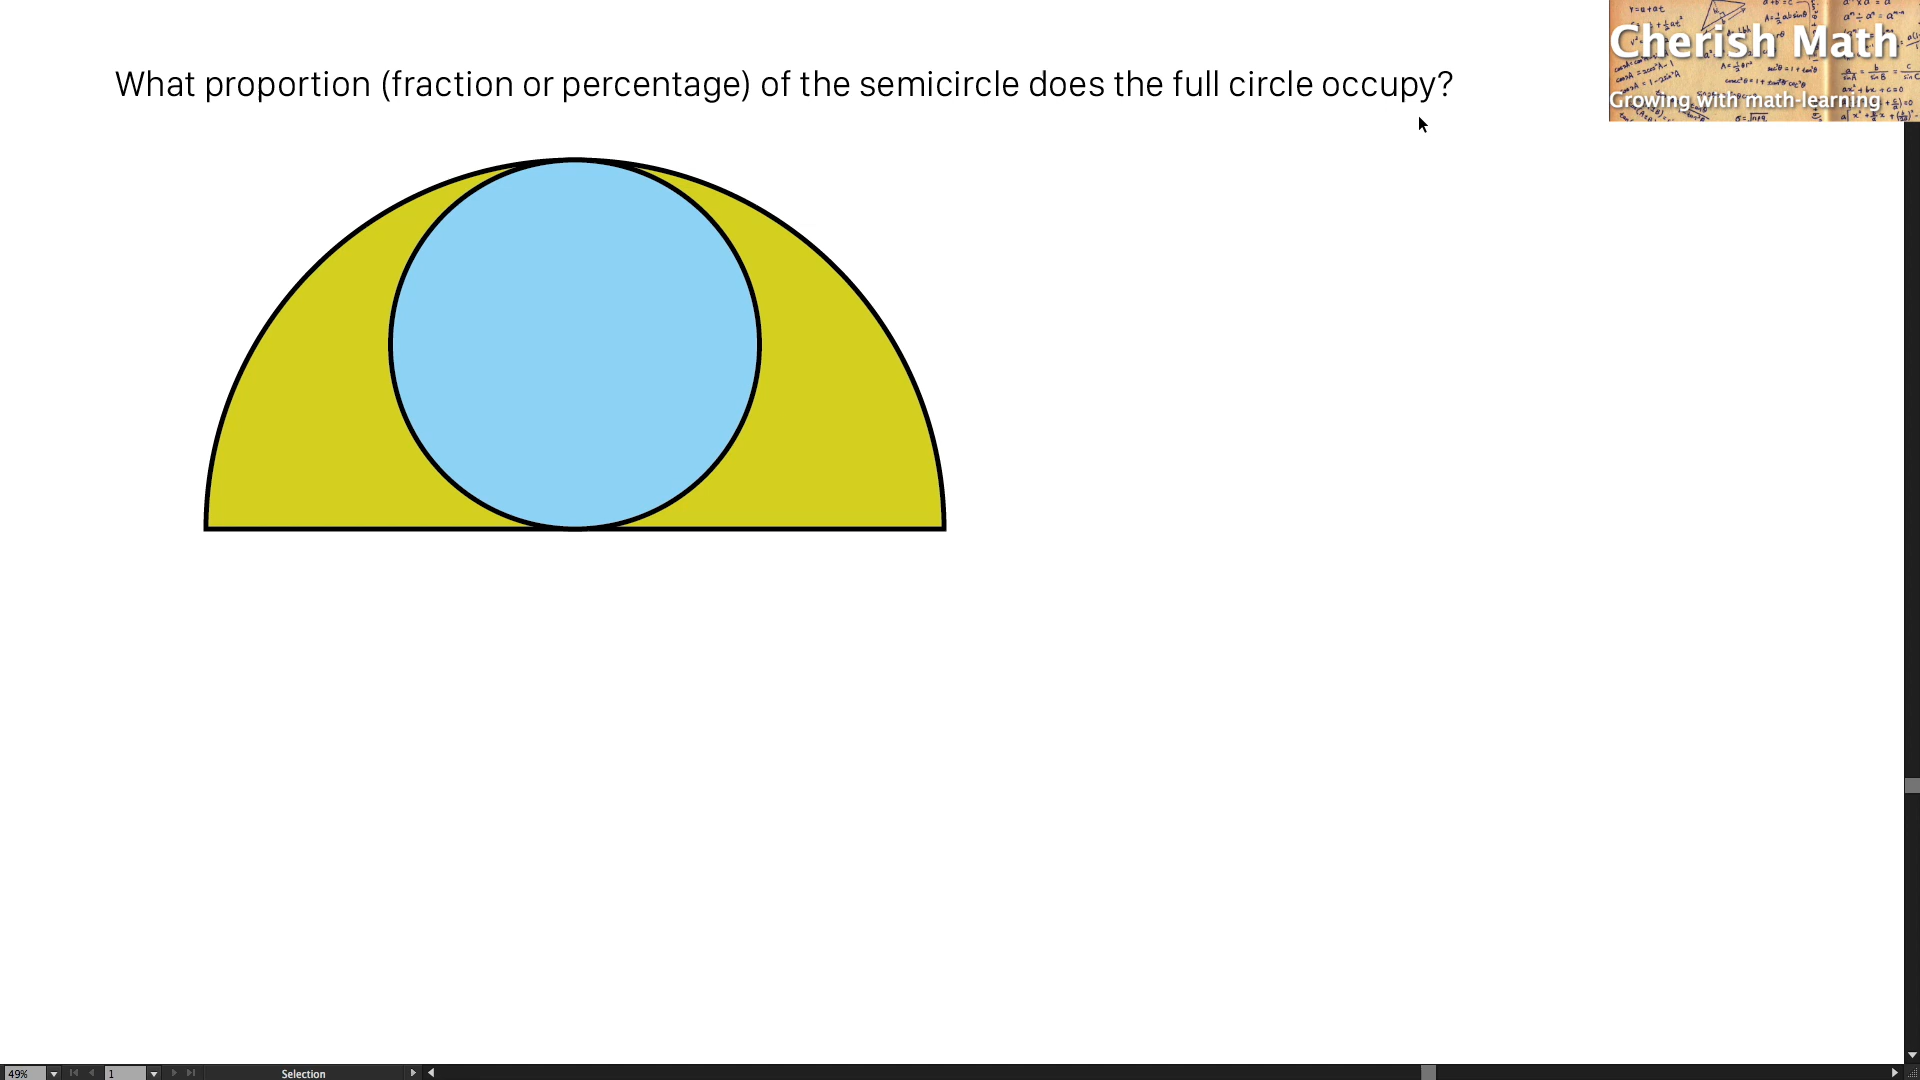 What proportion (fraction or percentage) of the semicircle does the full circle occupy?
Cherish Math
Growing with math-learning
49%
1
Selection